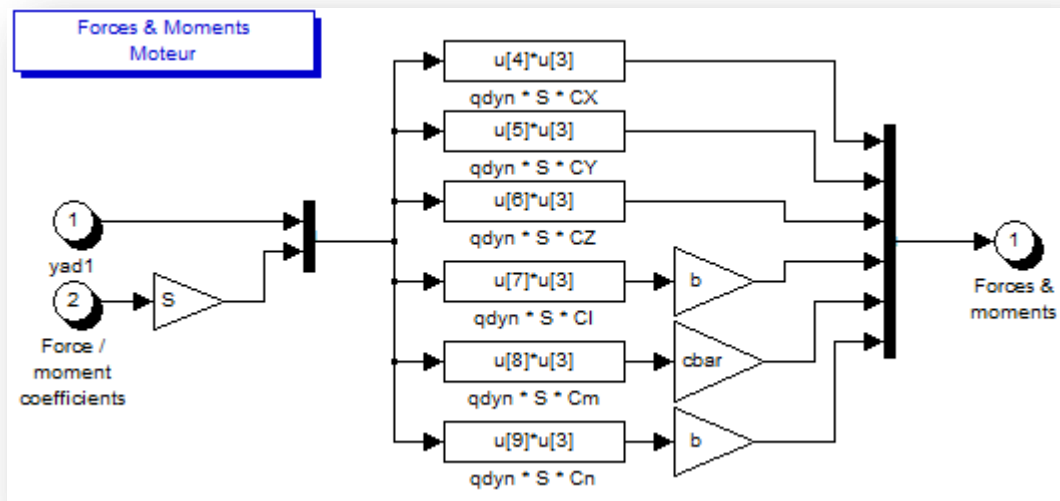 Forces & Moments
Moteur
u[4]*u[3]
qdyn * S * CX
u[5]*u[3]
qdyn * S * CY
u[6]*u[3]
qdyn * S * CZ
1
yad1
u[7]*u[3]
b
qdyn * S * Cl
1
Forces &
moments
2
S
Force /
moment
coefficients
u[8]*u[3]
cbar
qdyn * S * Cm
u[9]*u[3]
b
qdyn * S * Cn